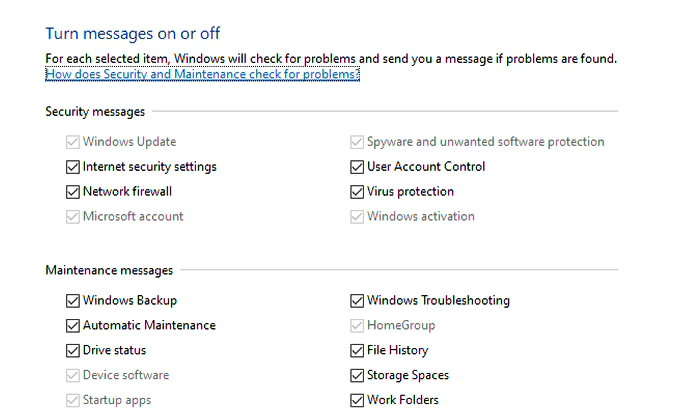 Turn messages on or off
For each selected item, Windows will check for problems and send you a message if problems are found.
How does Security and Maintenance check for problems?
Security messages
Windows Update
Spyware and unwanted software protection
Internet security settings
User Account Control
Network firewall
Virus protection
Microsoft account
Windows activation
Maintenance messages
Windows Backup
Windows Troubleshooting
Automatic Maintenance
HomeGroup
Drive status
File History
Device software
Storage Spaces
Startup apps
Work Folders